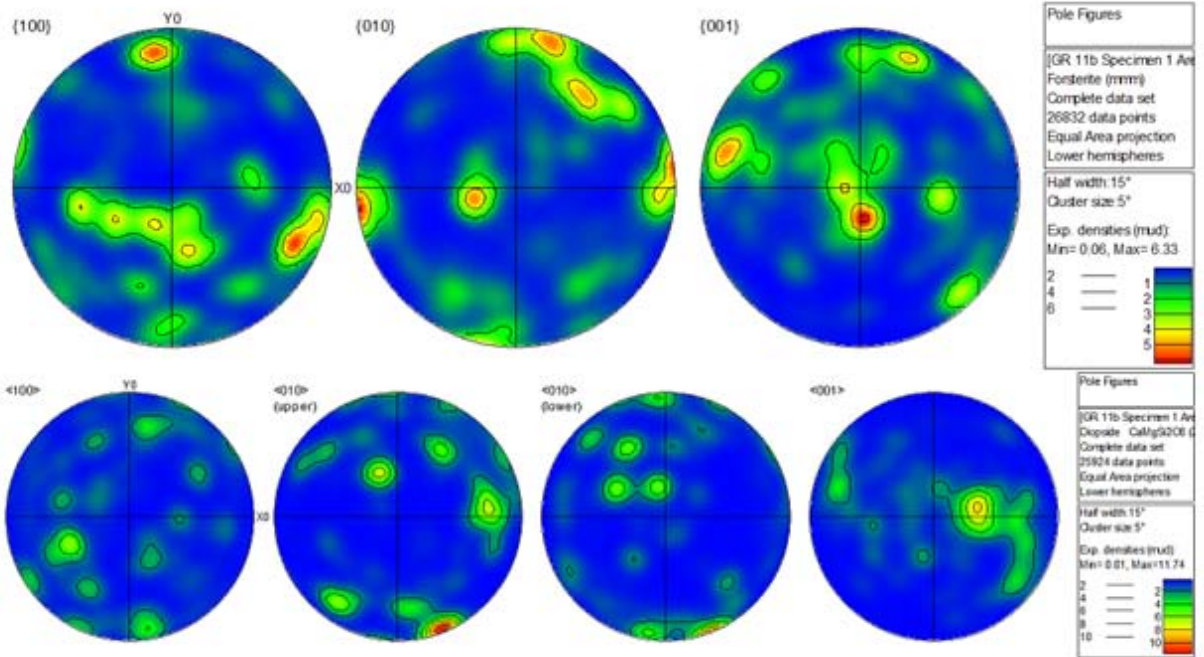 {100}
Y0
{010}
{001}
X0
Pole Figures
[GR 11b Specimen 1 Are
Forsterite (mmm)
Complete data set
26832 data points
Equal Area projection
Lower hemispheres
Half width:15°
Cluster size:5°
Exp. densities (mud):
Min= 0.06, Max= 6.33
2
4
6
1
2
3
4
5
<100>
Y0
<010>
(upper)
<010>
(lower)
<001>
X0
Pole Figures
[GR 11b Specimen 1 Are
Diopside CaMgSi2O6 (
Complete data set
25924 data points
Equal Area projection
Lower hemispheres
Half width:15°
Cluster size:5°
Exp. densities (mud):
Min= 0.01, Max=11.74
2
4
6
8
10
2
4
6
8
10